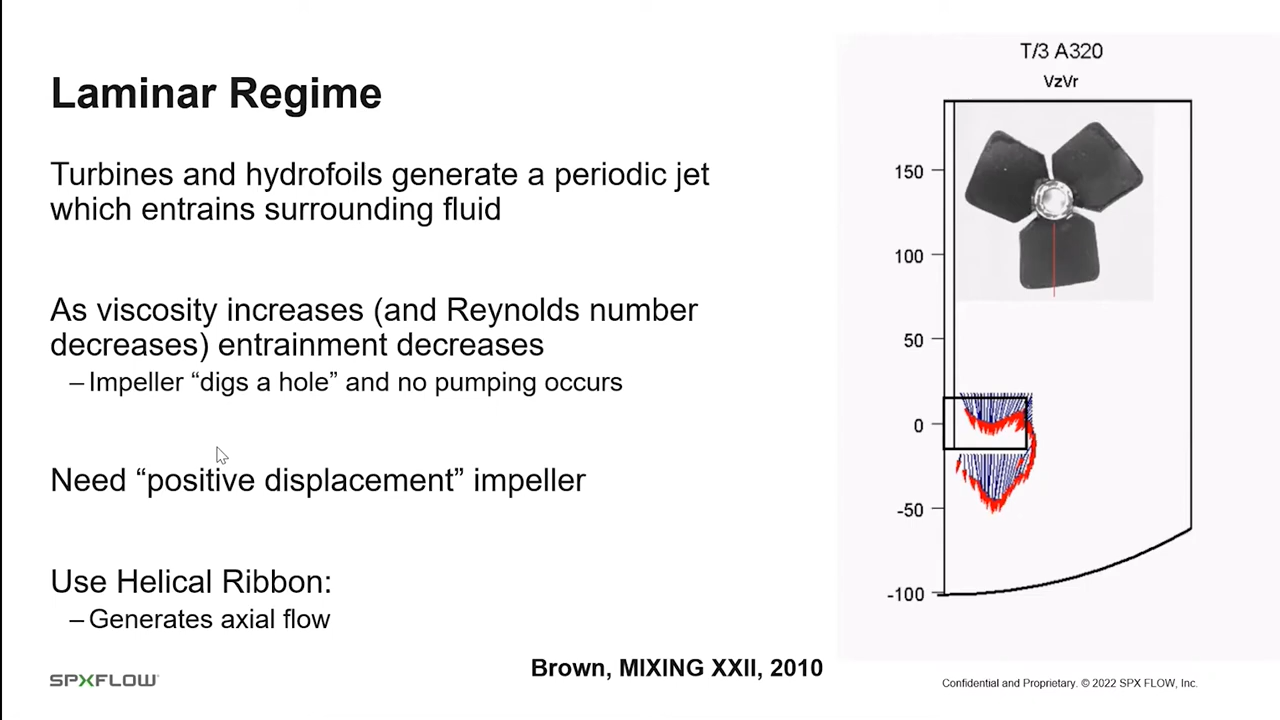 Laminar Regime
Turbines and hydrofoils generate a periodic jet
which entrains surrounding fluid
As viscosity increases (and Reynolds number
decreases) entrainment decreases
– Impeller “digs a hole” and no pumping occurs
Need “positive displacement” impeller
Use Helical Ribbon:
– Generates axial flow
Brown, MIXING XXII, 2010
SPXFLOW
T/3 A320
VzVr
150
100
50
0
-50
-100
Confidential and Proprietary. © 2022 SPX FLOW, Inc.